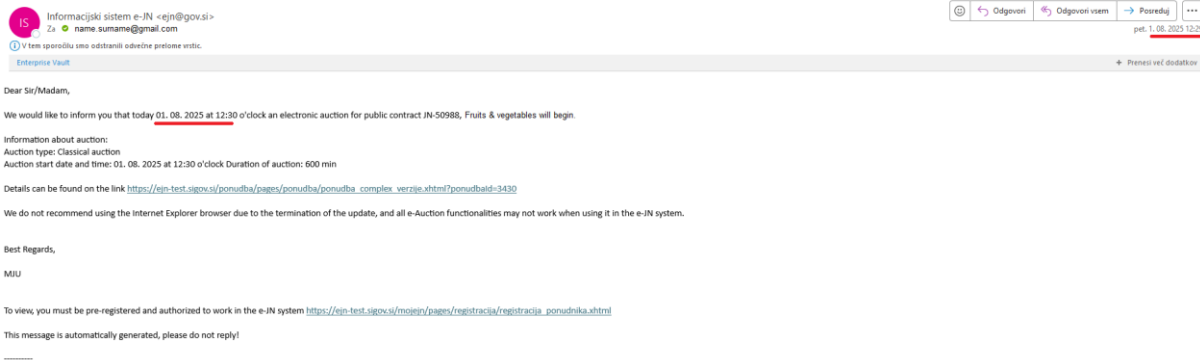 IS
Informacijski sistem e-JN <ejn@gov.si>
Za name.surname@gmail.com
Odgovori
Odgovori vsem
Posreduj
pet. 1. 08. 2025 12:25
V tem sporočilu smo odstranili odvečne prelome vrstic.
Enterprise Vault
+ Prenesi več dodatkov
Dear Sir/Madam,
We would like to inform you that today 01. 08. 2025 at 12:30 o'clock an electronic auction for public contract JN-50988, Fruits & vegetables will begin.
Information about auction:
Auction type: Classical auction
Auction start date and time: 01. 08. 2025 at 12:30 o'clock Duration of auction: 600 min
Details can be found on the link https://ejn-test.sigov.si/ponudba/pages/ponudba/ponudba_complex_verzije.xhtml?ponudbaId=3430
We do not recommend using the Internet Explorer browser due to the termination of the update, and all e-Auction functionalities may not work when using it in the e-JN system.
Best Regards,
MJU
To view, you must be pre-registered and authorized to work in the e-JN system https://ejn-test.sigov.si/mojejn/pages/registracija/registracija_ponudnika.xhtml
This message is automatically generated, please do not reply!
----------